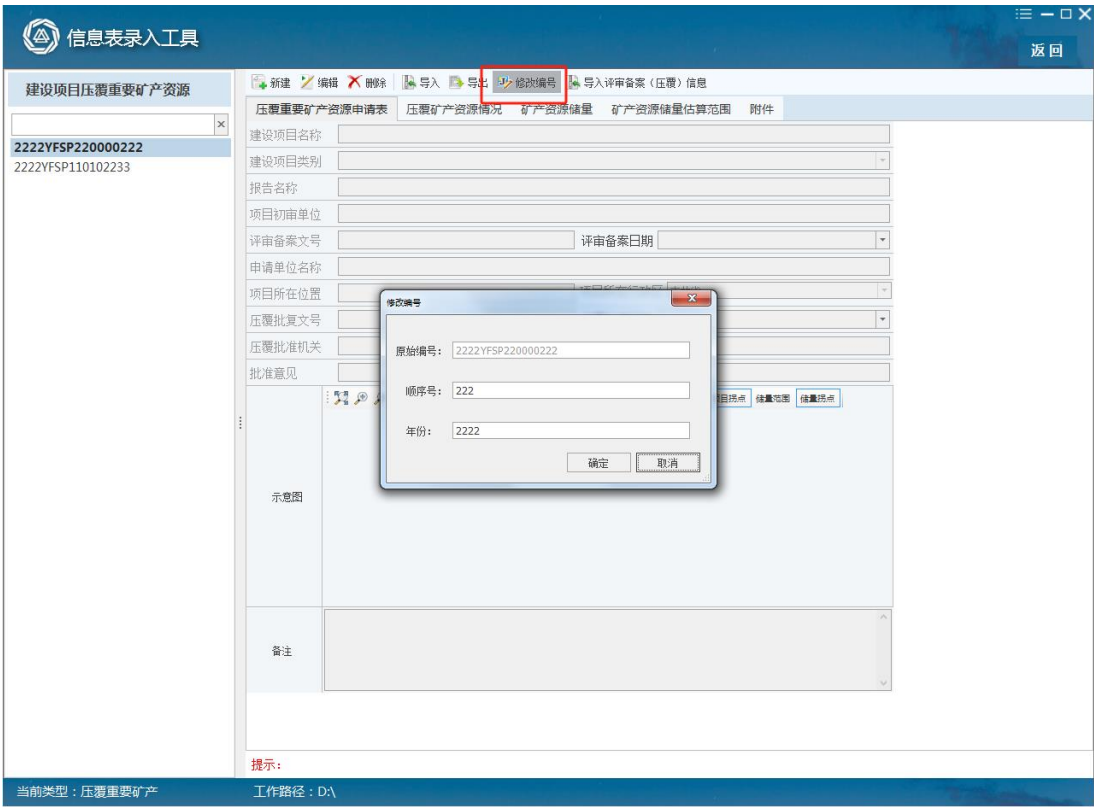 信息表录入工具
返回
建设项目压覆重要矿产资源
新建 编辑 删除 导入 导出 修改编号 导入评审备案（压覆）信息
压覆重要矿产资源申请表 压覆矿产资源情况 矿产资源储量 矿产资源储量估算范围 附件
2222YFSP220000222
2222YFSP110102233
建设项目名称
建设项目类别
报告名称
项目初审单位
评审备案文号 评审备案日期
申请单位名称
项目所在位置
压覆批复文号
压覆批准机关
批准意见
修改编号
原始编号： 2222YFSP220000222
顺序号： 222
年份： 2222
确定 取消
拐点 储量范围 储量拐点
示意图
备注
提示：
当前类型：压覆重要矿产 工作路径：D:\